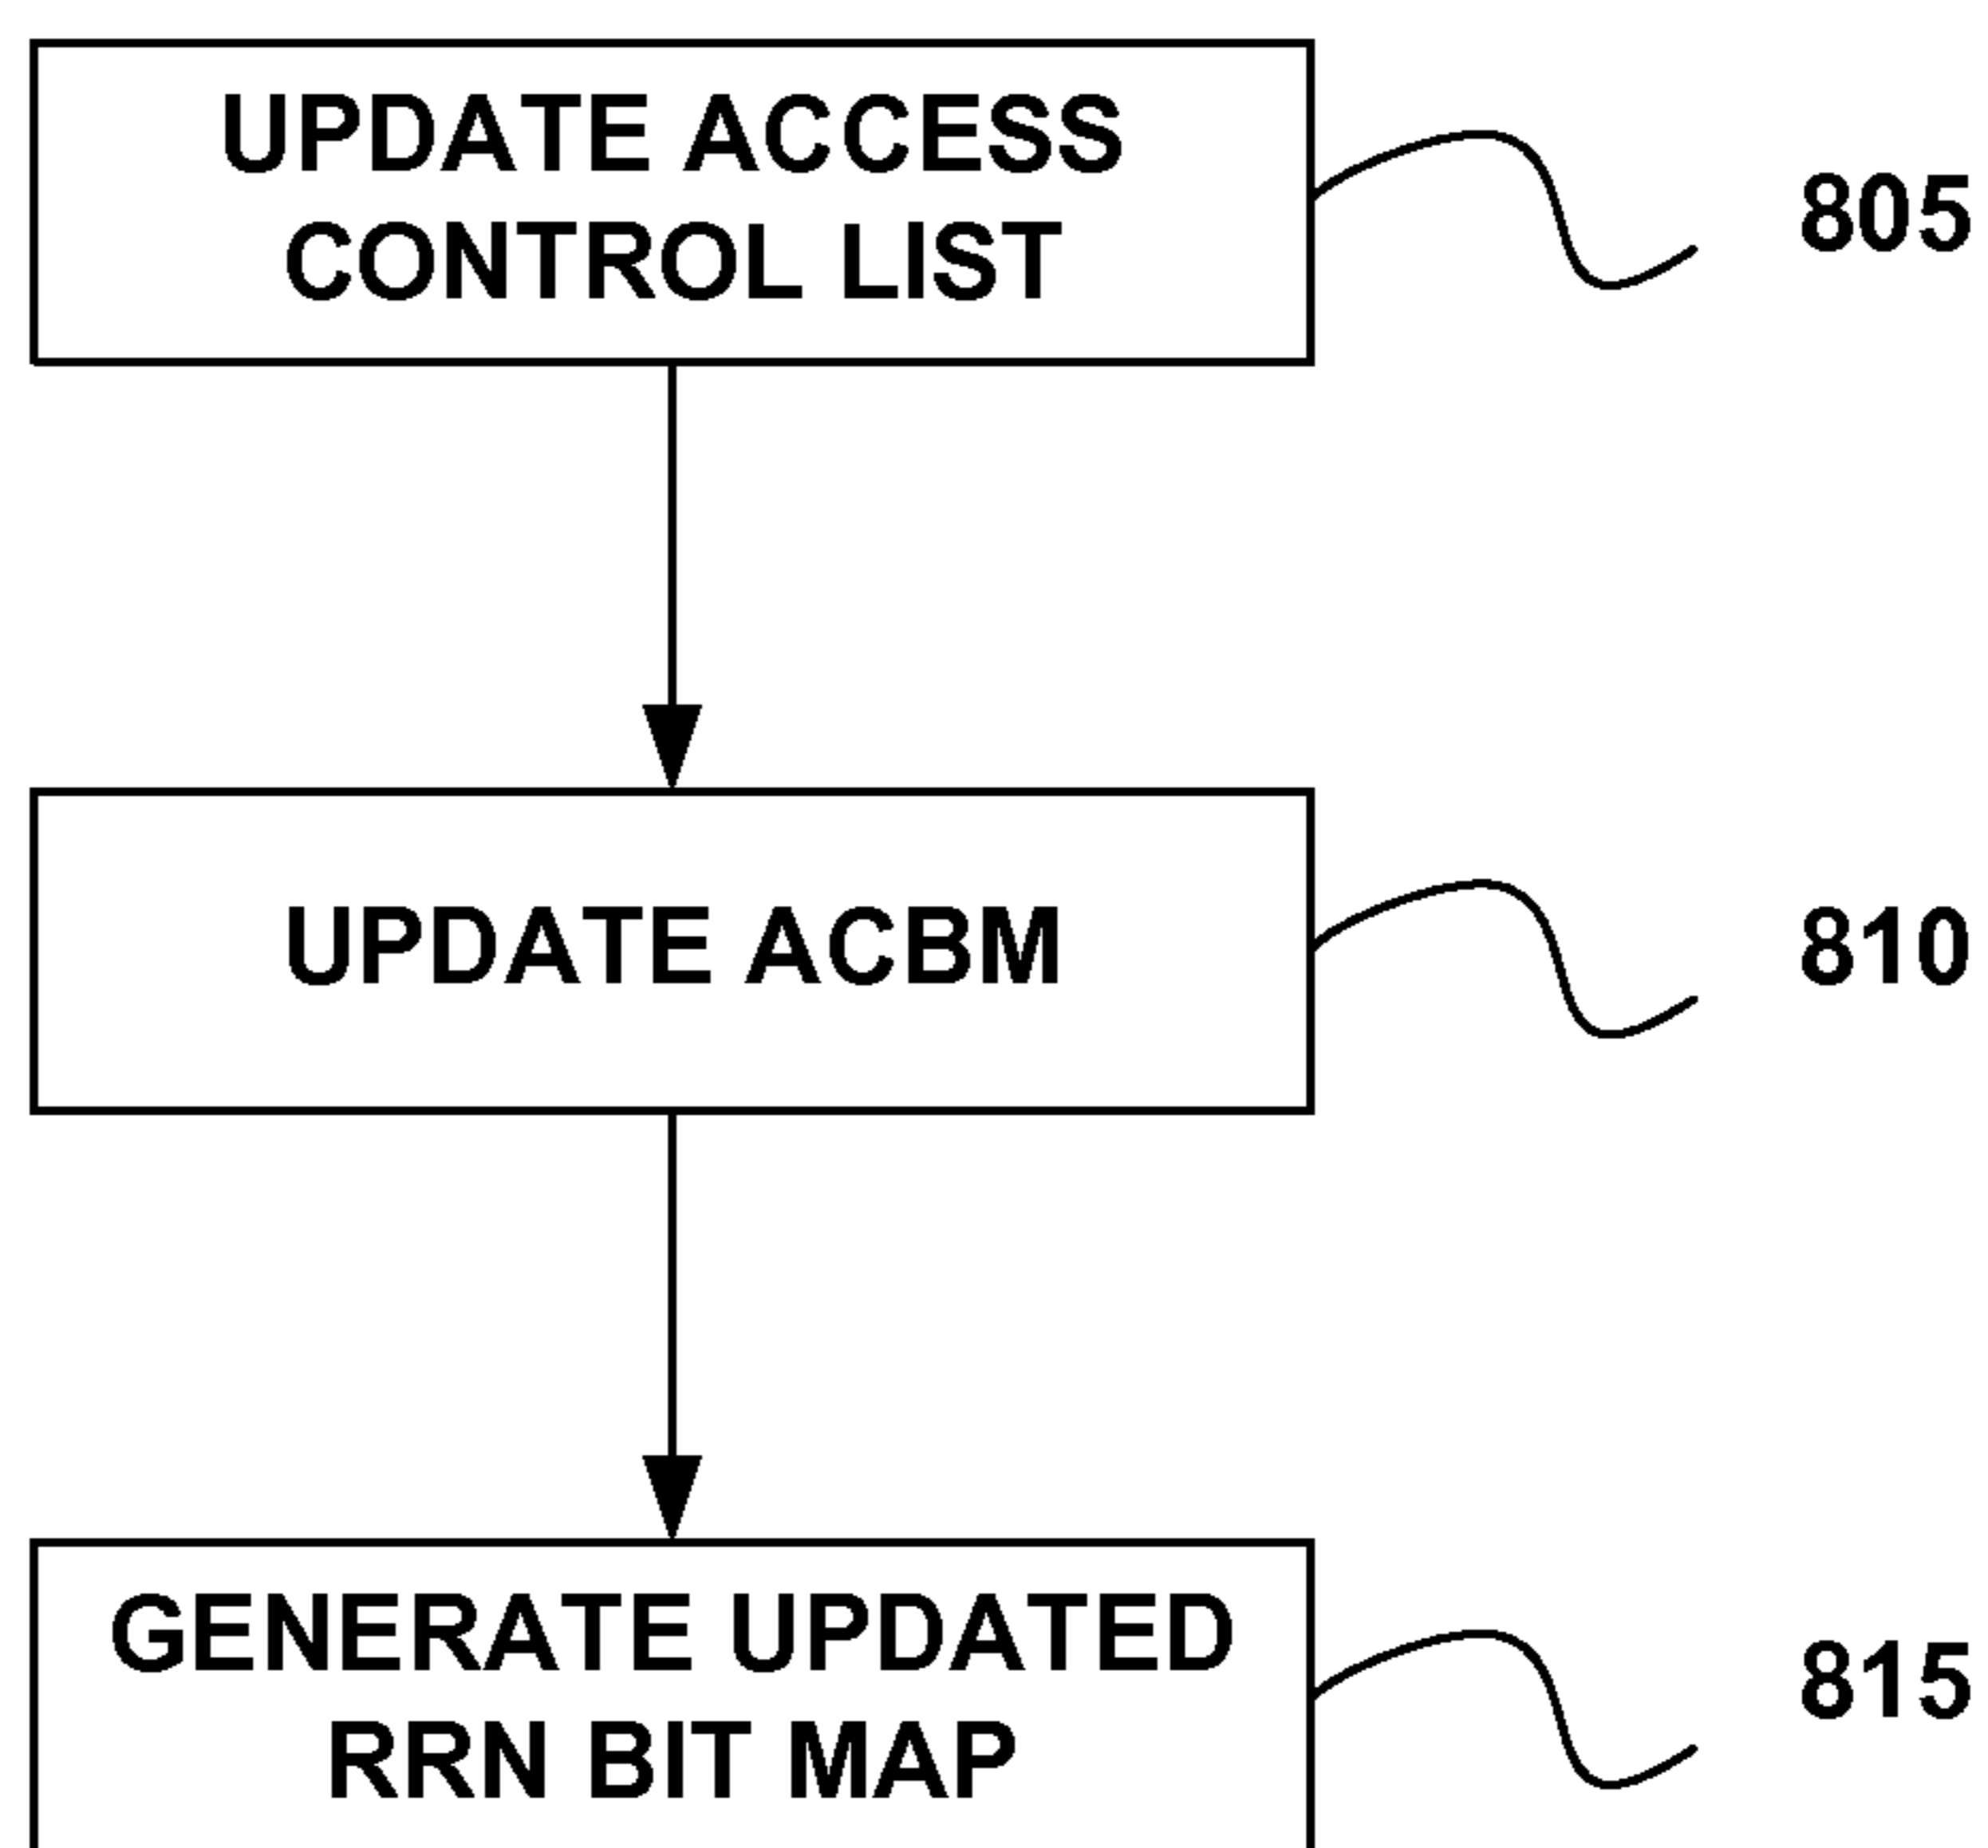 UPDATE ACCESS
CONTROL LIST
805
UPDATE ACBM
810
GENERATE UPDATED
RRN BIT MAP
815